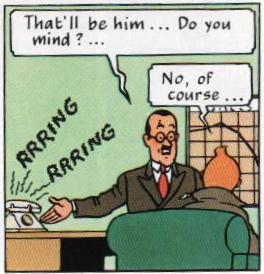 That'll be him... Do you
mind?...
No, of
course...
RRRING
RRRING